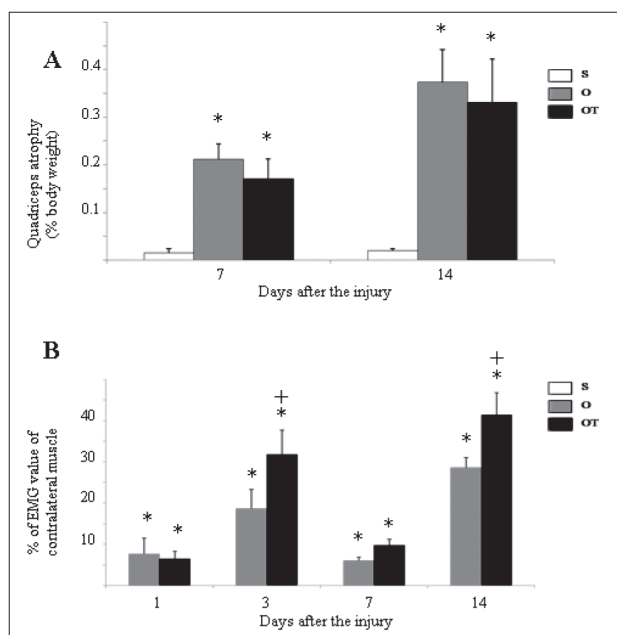 A
Quadriceps atrophy
(% body weight)
0.4
0.3
0.2
0.1
* * * *
7 14
Days after the injury
S
O
OT
B
% of EMG value of
contralateral muscle
40
30
20
10
+ +
* * * * * * * *
1 3 7 14
Days after the injury
S
O
OT